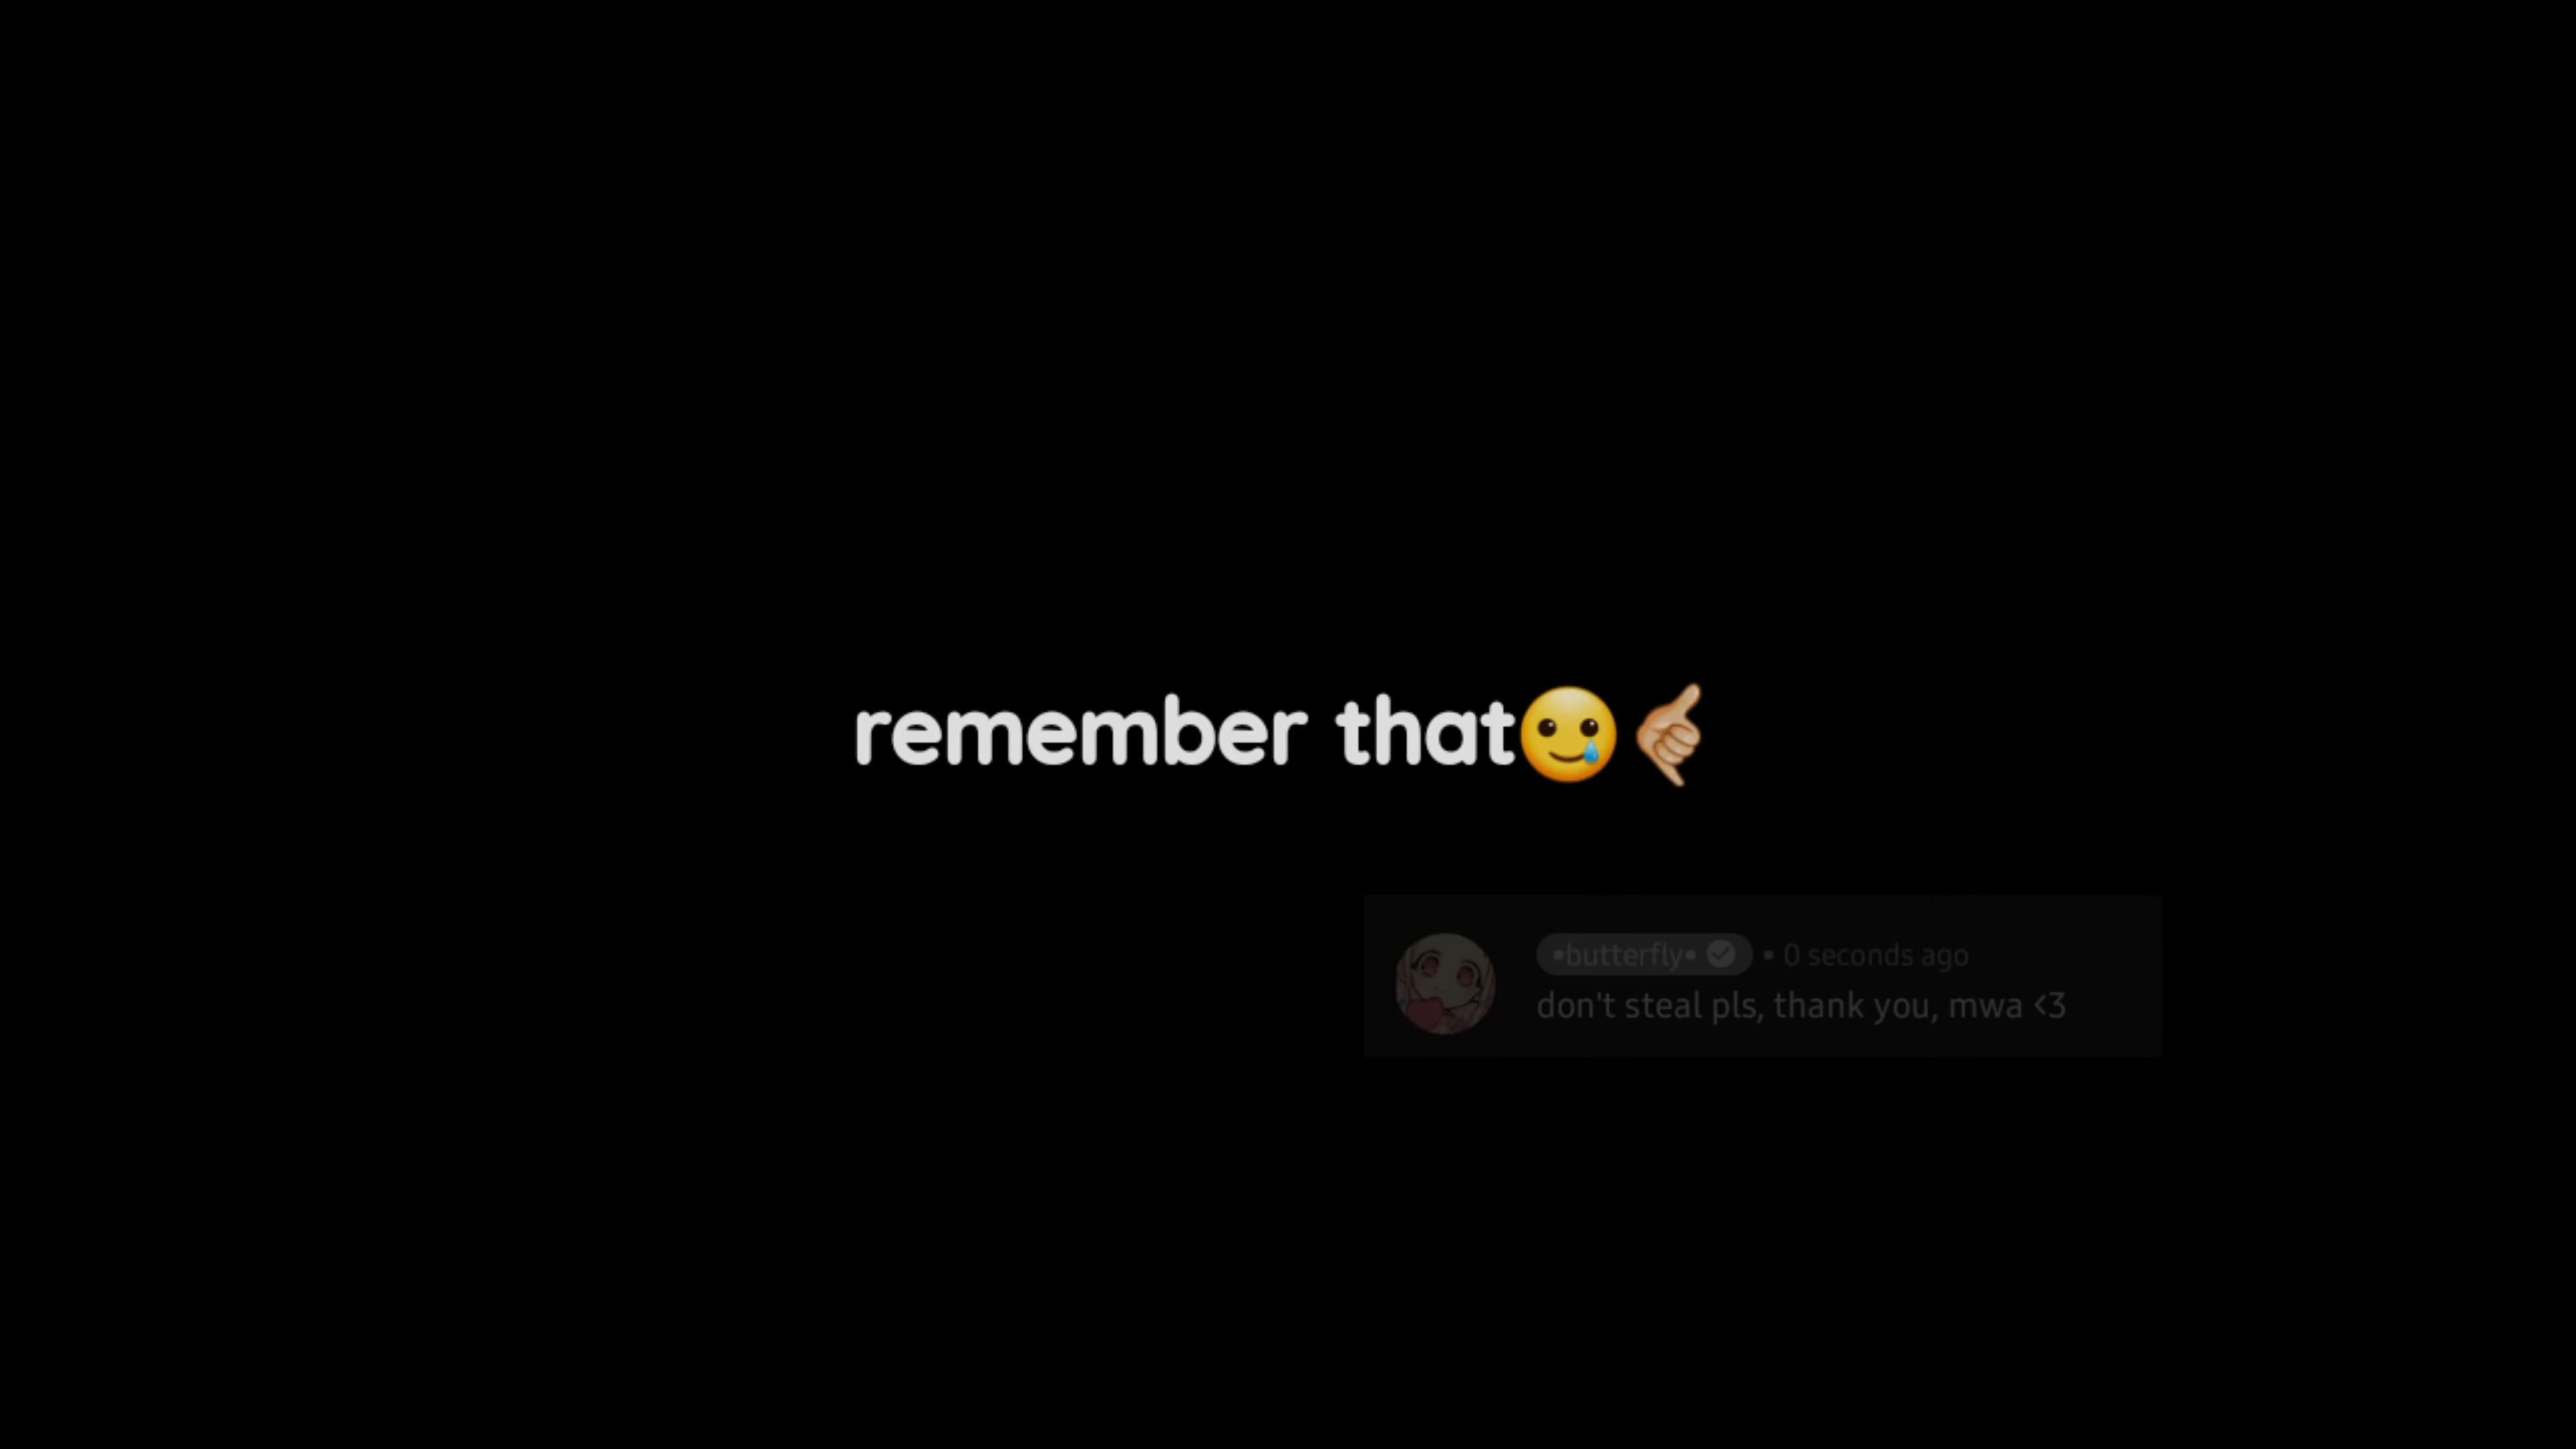 remember that🥲🤙🏼
•butterfly• • 0 seconds ago
don't steal pls, thank you, mwa <3